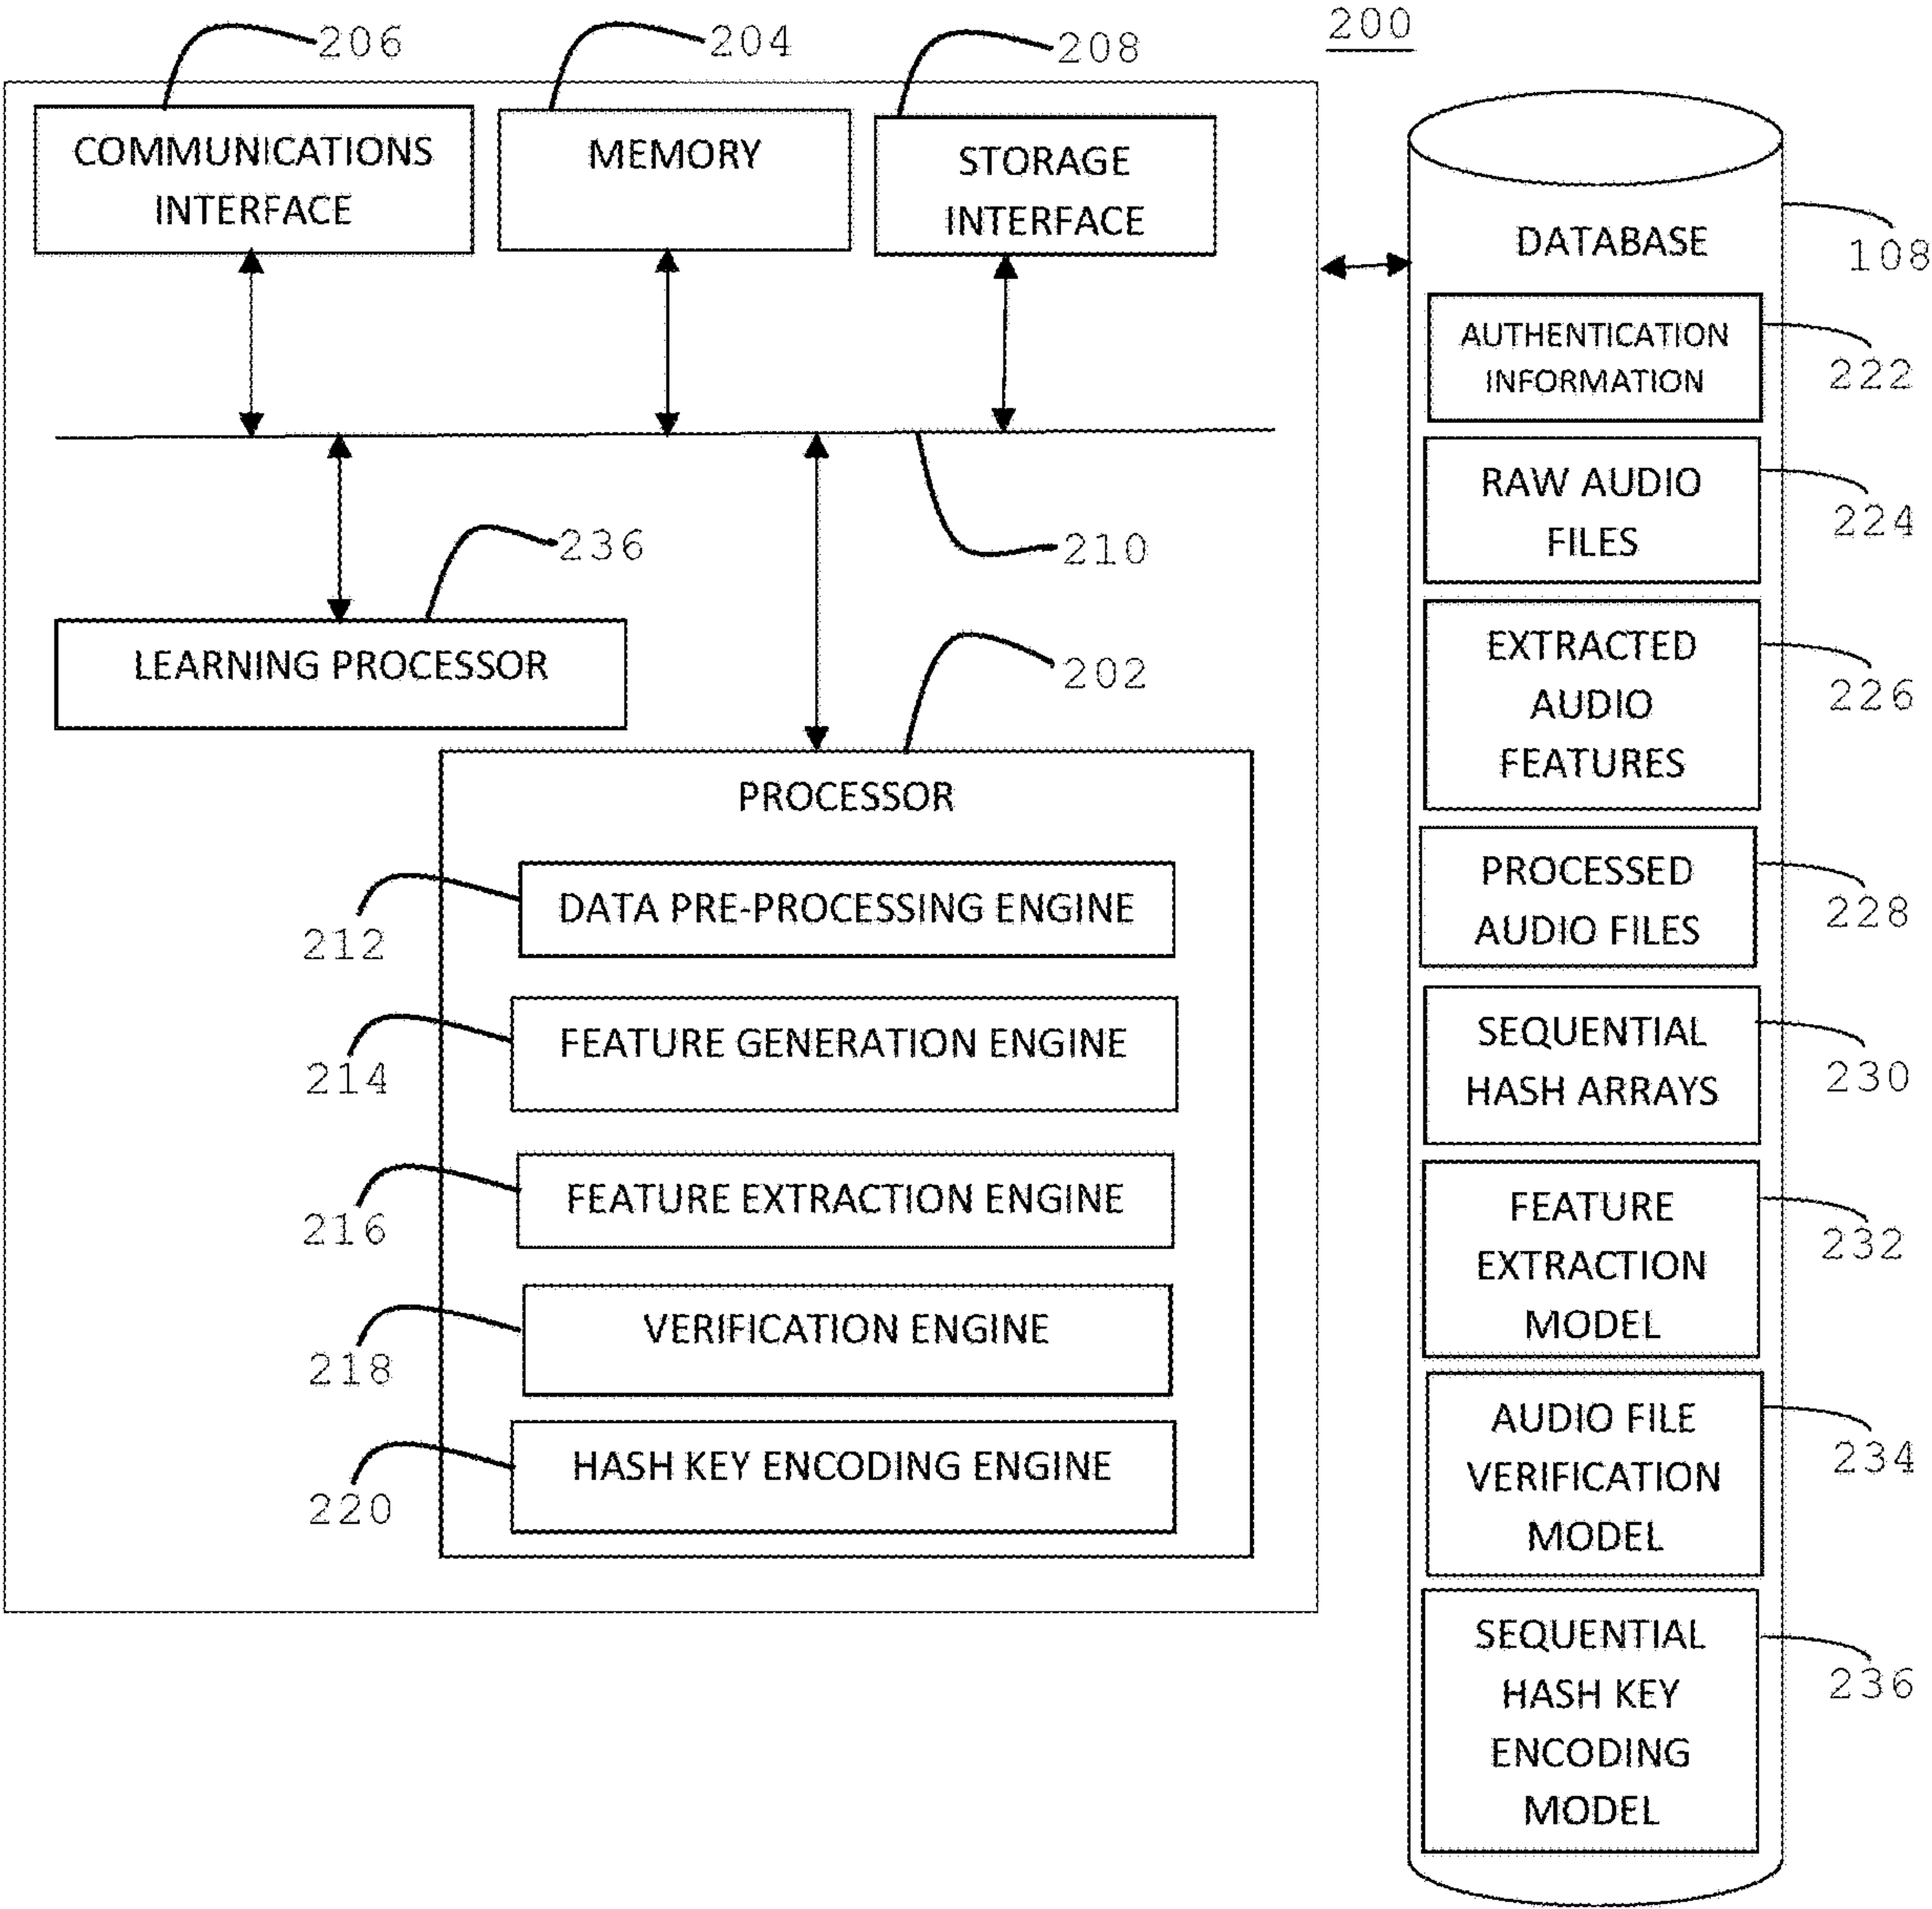 200
206
204
208
COMMUNICATIONS
INTERFACE
MEMORY
STORAGE
INTERFACE
210
236
LEARNING PROCESSOR
202
PROCESSOR
DATA PRE-PROCESSING ENGINE
212
FEATURE GENERATION ENGINE
214
FEATURE EXTRACTION ENGINE
216
VERIFICATION ENGINE
218
HASH KEY ENCODING ENGINE
220
DATABASE
108
AUTHENTICATION
INFORMATION
222
RAW AUDIO
FILES
224
EXTRACTED
AUDIO
FEATURES
226
PROCESSED
AUDIO FILES
228
SEQUENTIAL
HASH ARRAYS
230
FEATURE
EXTRACTION
MODEL
232
AUDIO FILE
VERIFICATION
MODEL
234
SEQUENTIAL
HASH KEY
ENCODING
MODEL
236